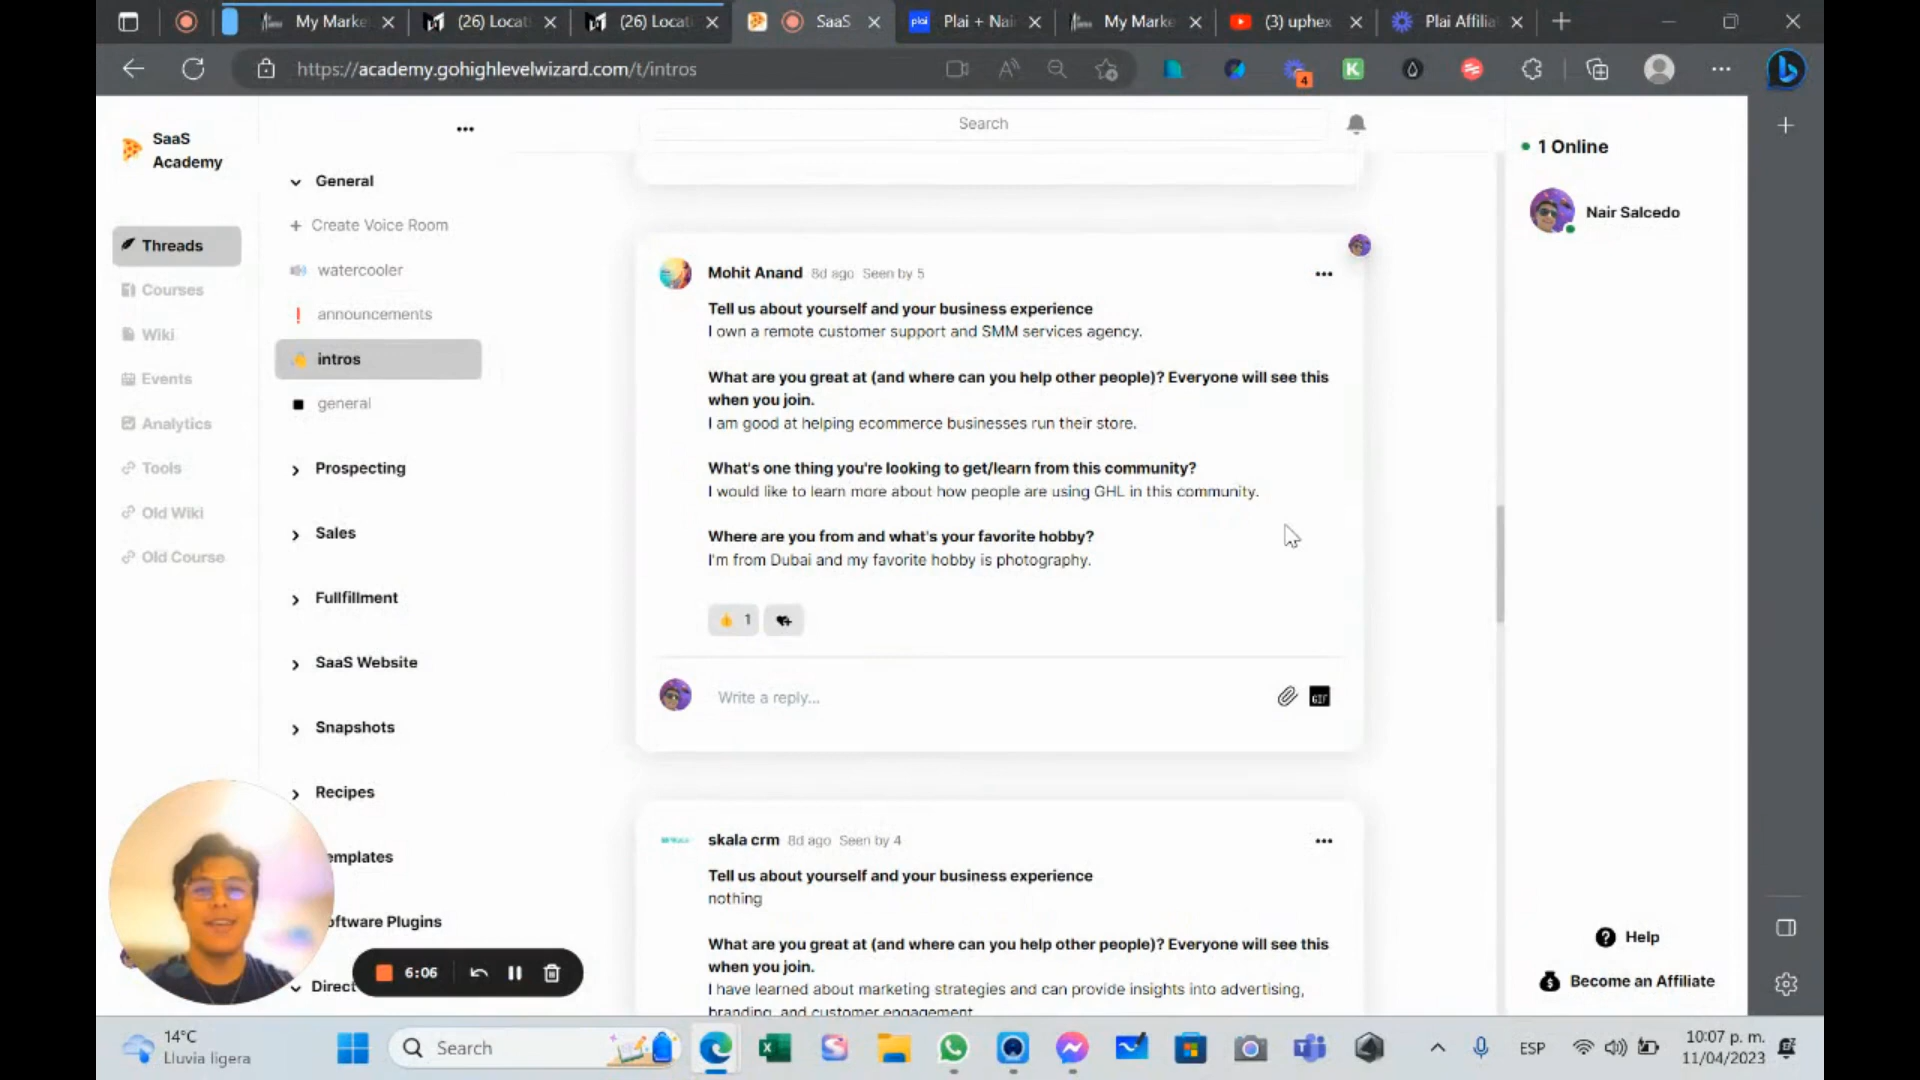 My Marke
(26) Locati
(26) Locati
SaaS
plai Plai + Nai
My Marke
(3) uphex
Plai Affilia
https://academy.gohighlevelwizard.com/t/intros
4
K
SaaS
Academy
Threads
Courses
Wiki
Events
Analytics
Tools
Old Wiki
Old Course
General
Create Voice Room
watercooler
announcements
intros
general
Prospecting
Sales
Fullfillment
SaaS Website
Snapshots
Recipes
emplates
oftware Plugins
Direct
6:06
Search
Mohit Anand 8d ago Seen by 5
Tell us about yourself and your business experience
I own a remote customer support and SMM services agency.
What are you great at (and where can you help other people)? Everyone will see this
when you join.
I am good at helping ecommerce businesses run their store.
What's one thing you're looking to get/learn from this community?
I would like to learn more about how people are using GHL in this community.
Where are you from and what's your favorite hobby?
I'm from Dubai and my favorite hobby is photography.
1
Write a reply...
GIF
skala crm 8d ago Seen by 4
Tell us about yourself and your business experience
nothing
What are you great at (and where can you help other people)? Everyone will see this
when you join.
I have learned about marketing strategies and can provide insights into advertising,
branding, and customer engagement
1 Online
Nair Salcedo
Help
Become an Affiliate
14°C
Lluvia ligera
Search
ESP
10:07 p. m.
11/04/2023